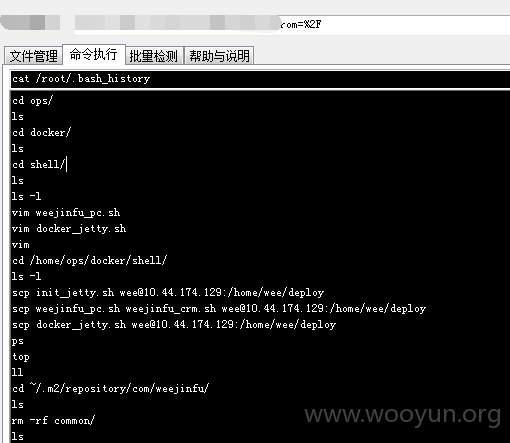 rom=%2F
文件管理 命令执行 批量检测 帮助与说明
cat /root/.bash_history
cd ops/
ls
cd docker/
ls
cd shell/
ls
ls -l
vim weejinfu_pc.sh
vim docker_jetty.sh
vim
cd /home/ops/docker/shell/
ls -l
scp init_jetty.sh wee@10.44.174.129:/home/wee/deploy
scp weejinfu_pc.sh weejinfu_crm.sh wee@10.44.174.129:/home/wee/deploy
scp docker_jetty.sh wee@10.44.174.129:/home/wee/deploy
ps
top
ll
cd ~/.m2/repository/com/weejinfu/
ls
rm -rf common/
ls
www.wooyun.org